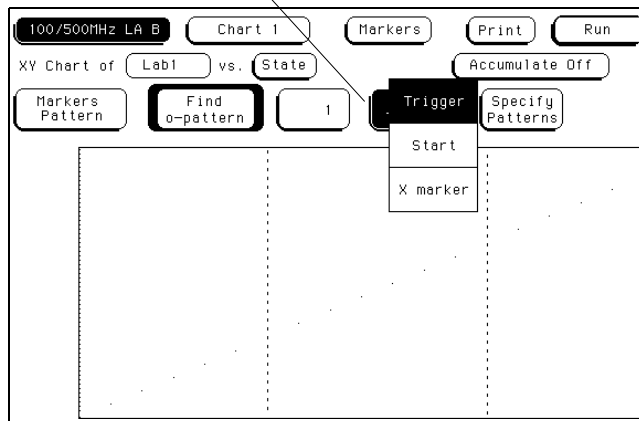 100/500MHz LA B Chart 1 Markers Print Run
XY Chart of Lab1 vs. State Accumulate Off
Markers Pattern Find o-pattern 1 Trigger Specify Patterns
Start
X marker